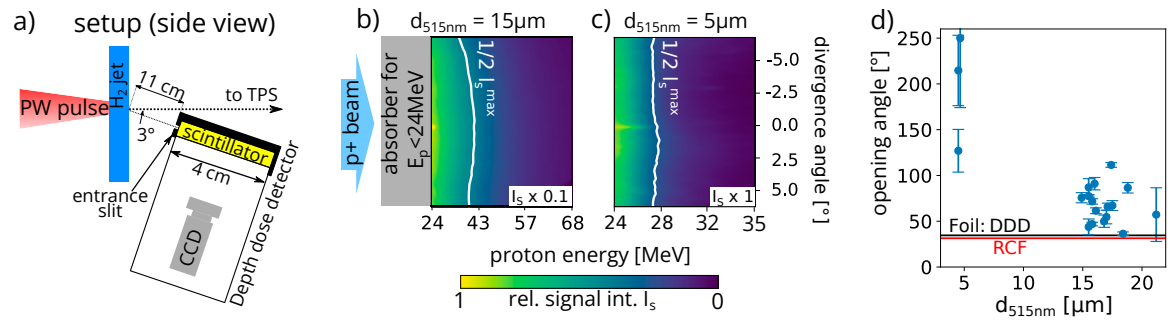 a)
setup (side view)
11 cm
H₂ jet
PW pulse
to TPS
3°
scintillator
4 cm
entrance
slit
CCD
Depth dose detector
b)
d515nm = 15μm
p+ beam
absorber for
Ep<24MeV
1/2 Is^max
Is x 0.1
24 43 68
c)
d515nm = 5μm
1/2 Is^max
Is x 1
24 28 32 35
-5.0
-2.5
0.0
2.5
5.0
divergence angle [°]
proton energy [MeV]
1 rel. signal int. Is 0
d)
opening angle [°]
250
200
150
100
50
0
Foil: DDD
RCF
5 10 15 20
d515nm [μm]